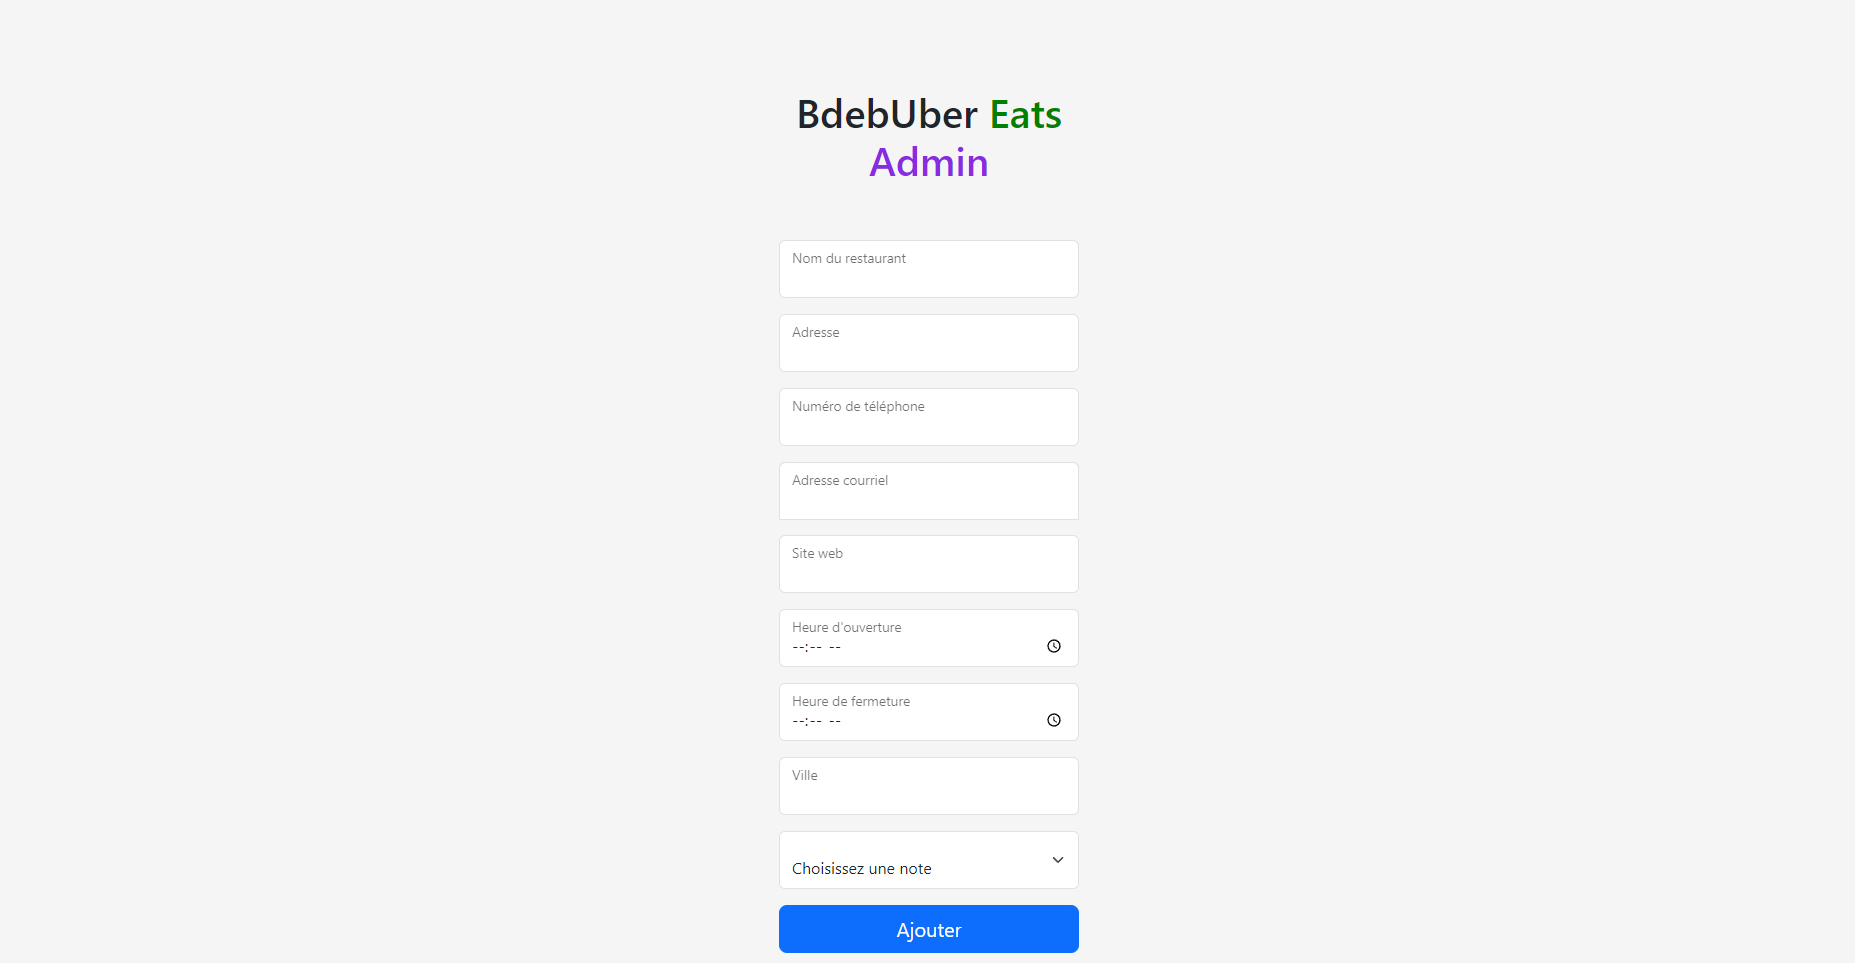 BdebUber Eats
Admin
Nom du restaurant
Adresse
Numéro de téléphone
Adresse courriel
Site web
Heure d'ouverture
--:-- --
Heure de fermeture
--:-- --
Ville
Choisissez une note
Ajouter